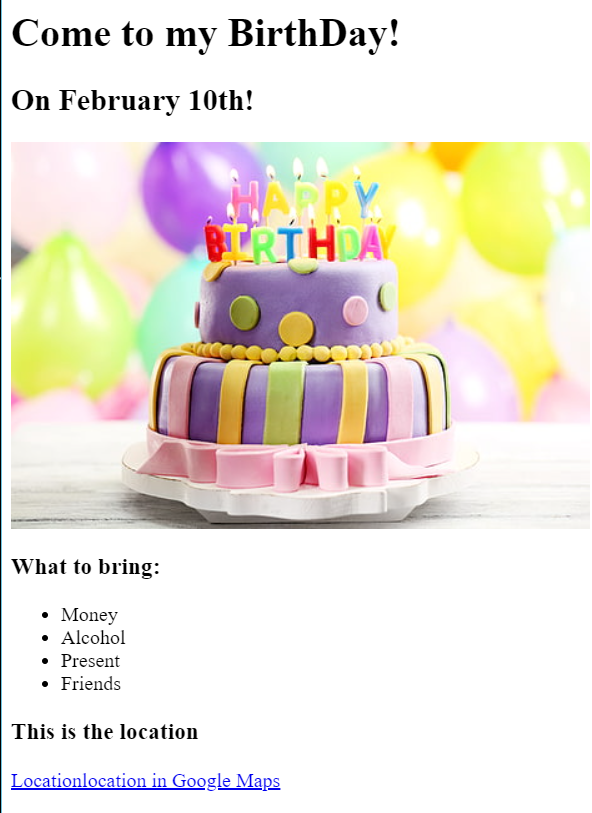 Come to my BirthDay!
On February 10th!
HAPPY
BIRTHDAY
What to bring:
Money
Alcohol
Present
Friends
This is the location
Locationlocation in Google Maps